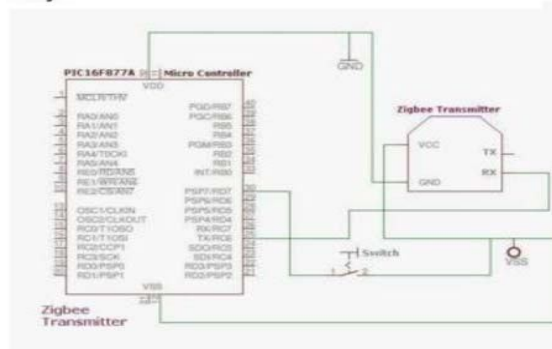 PIC16F877A Micro Controller
VDD
MCLR/THV
RA0/AN0
RA1/AN1
RA2/AN2
RA3/AN3
RA4/T0CKI
RA5/AN4
RE0/RD/AN5
RE1/WR/AN6
RE2/CS/AN7
OSC1/CLKIN
OSC2/CLKOUT
RC0/T1OSO
RC1/T1OSI
RC2/CCP1
RC3/SCK
RD0/PSP0
RD1/PSP1
PGD/RB7
PGC/RB6
RB5
RB4
PGM/RB3
RB2
RB1
INT/RB0
PSP7/RD7
PSP6/RD6
PSP5/RD5
PSP4/RD4
RX/RC7
TX/RC6
SDO/RC5
SDI/RC4
RD3/PSP3
RD2/PSP2
VSS
Zigbee
Transmitter
GND
Zigbee Transmitter
VCC
TX
RX
GND
Switch
1 2
VSS